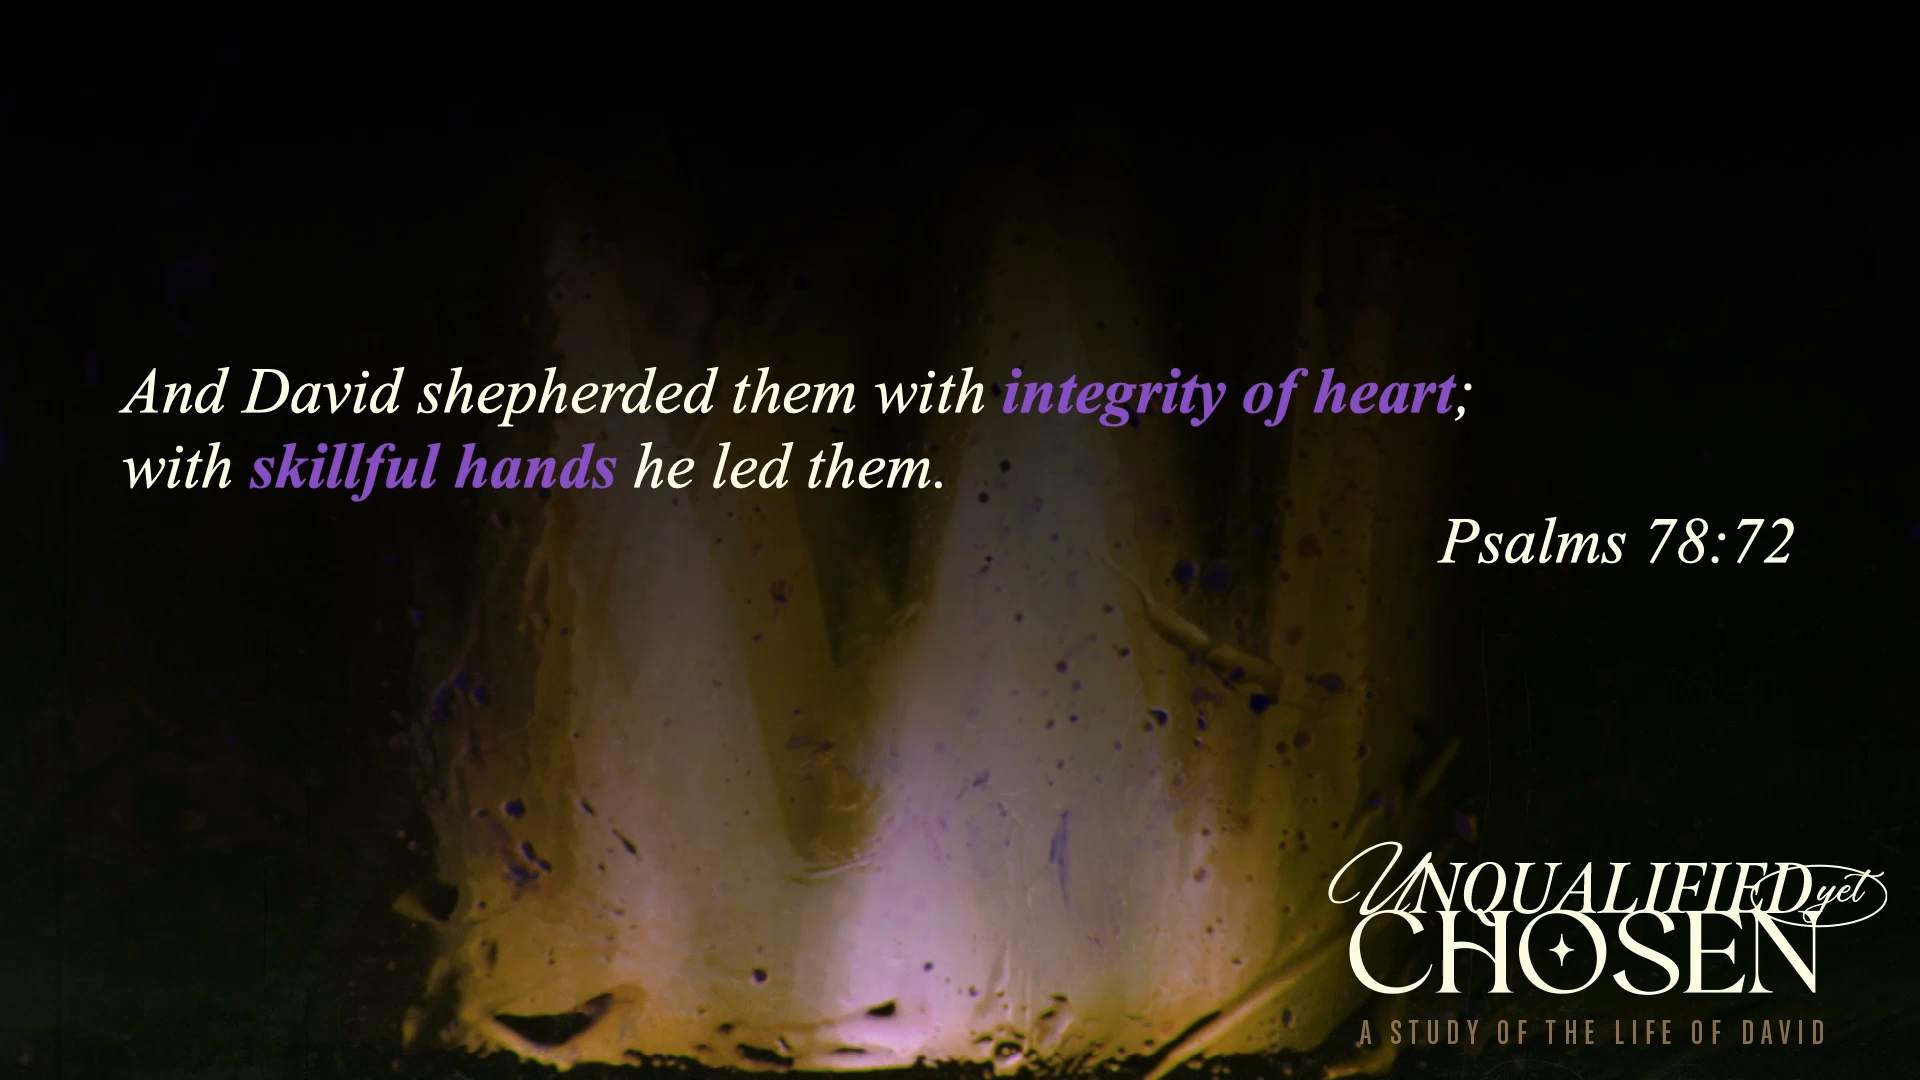 And David shepherded them with integrity of heart;
with skillful hands he led them.
Psalms 78:72
UNQUALIFIED yet
CHOSEN
A STUDY OF THE LIFE OF DAVID